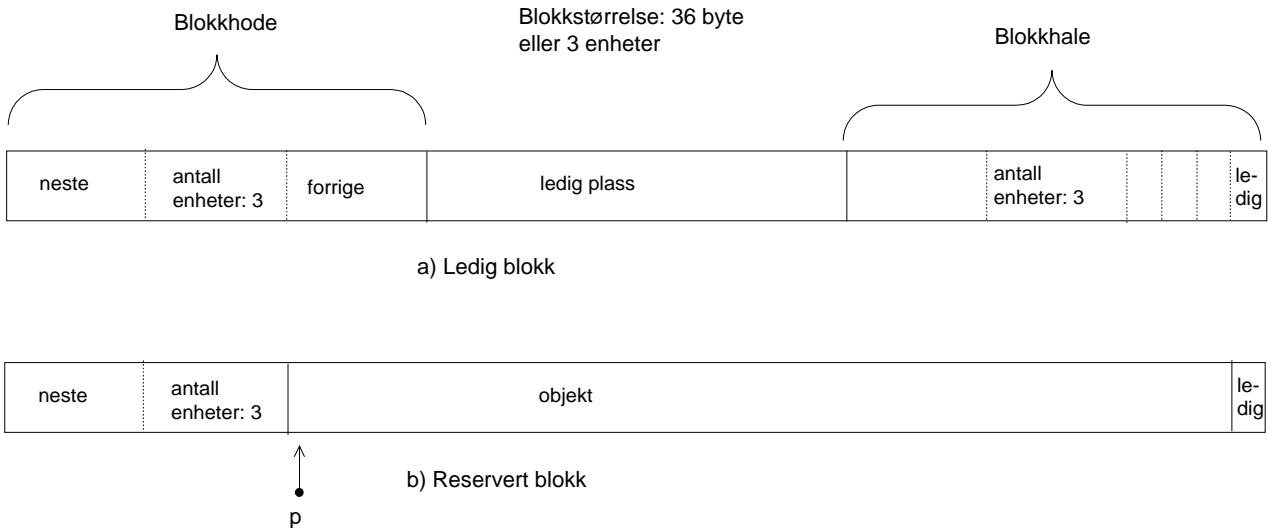 Blokkhode
Blokkstørrelse: 36 byte
eller 3 enheter
Blokkhale
neste
antall
enheter: 3
forrige
ledig plass
antall
enheter: 3
le-
dig
a) Ledig blokk
neste
antall
enheter: 3
objekt
le-
dig
b) Reservert blokk
p